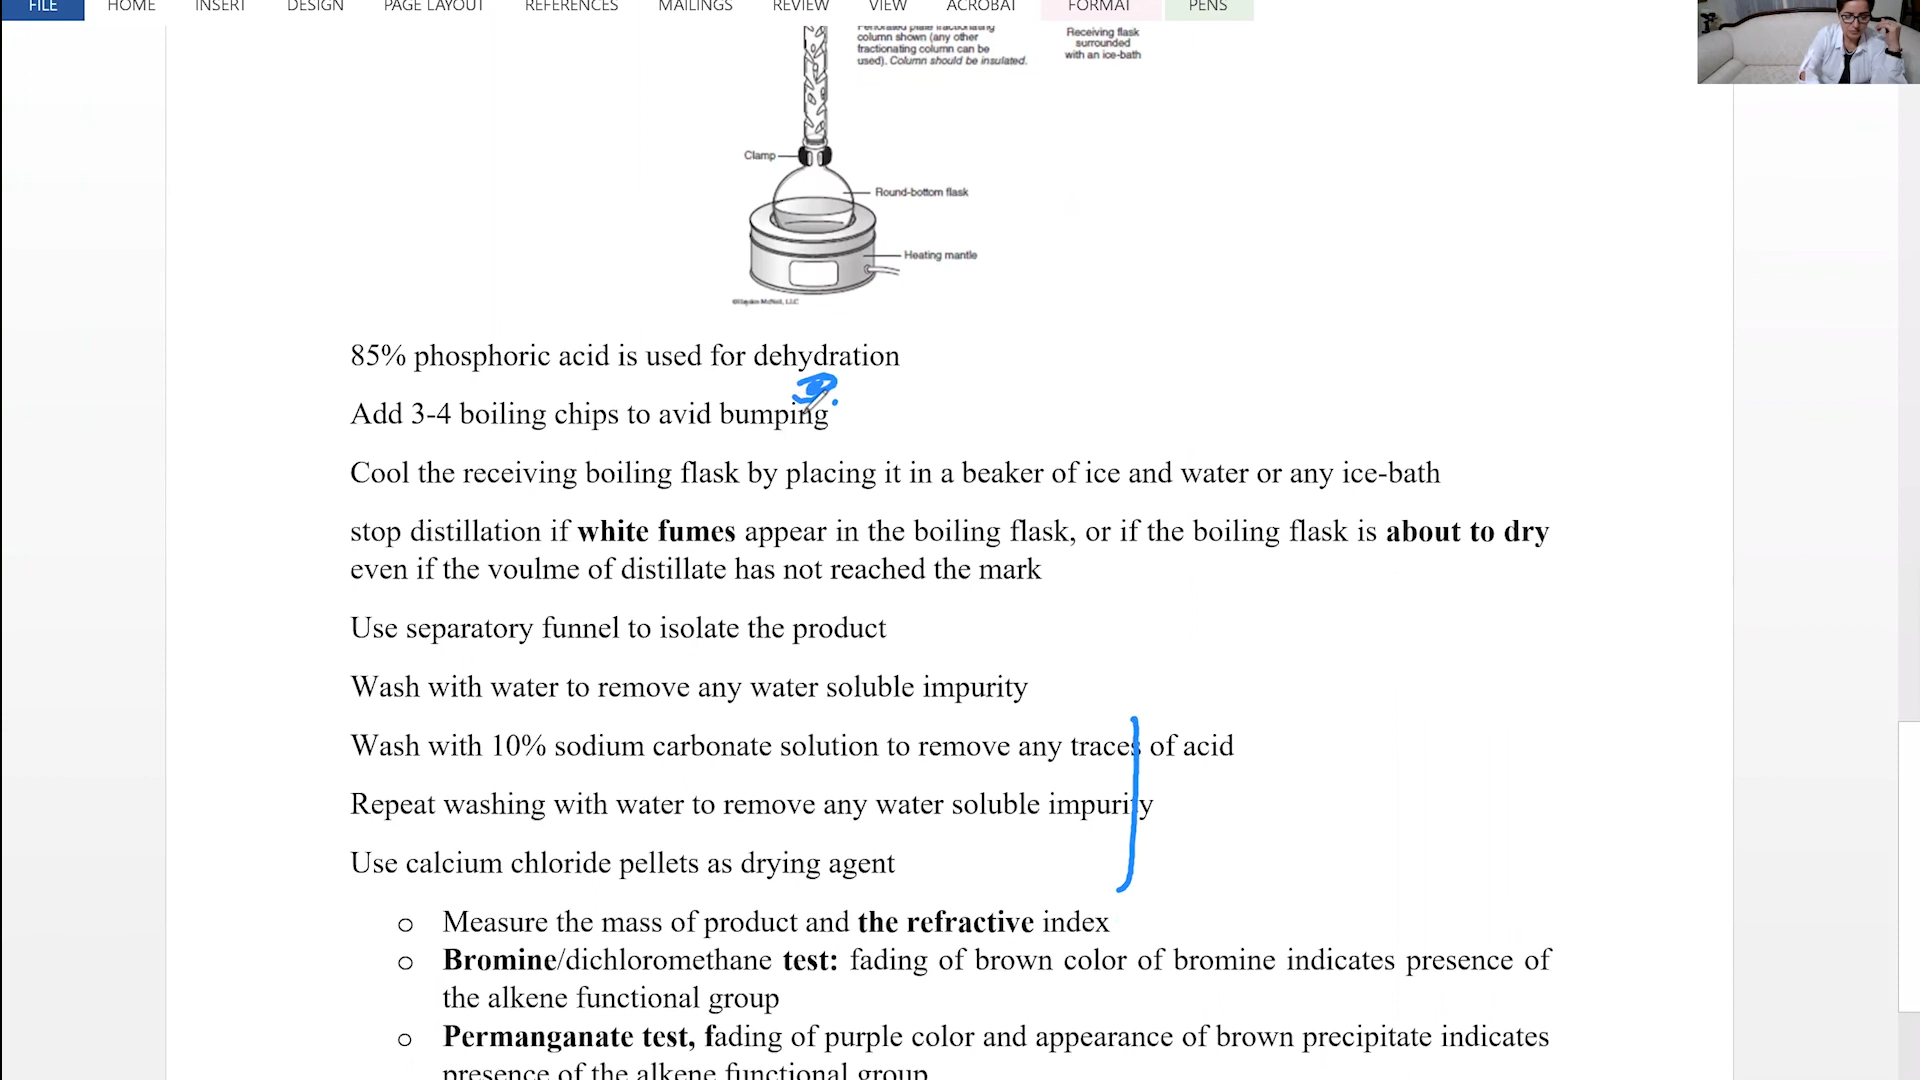 FILE HOME INSERT DESIGN PAGE LAYOUT REFERENCES MAILINGS REVIEW VIEW ACROBAT FORMAT PENS
Perforated plate fractionating
column shown (any other
fractionating column can be
used). Column should be insulated.
Receiving flask
surrounded
with an ice-bath
Clamp
Round-bottom flask
Heating mantle
©Hayden McNeil, LLC
85% phosphoric acid is used for dehydration
Add 3-4 boiling chips to avid bumping
Cool the receiving boiling flask by placing it in a beaker of ice and water or any ice-bath
stop distillation if white fumes appear in the boiling flask, or if the boiling flask is about to dry
even if the voulme of distillate has not reached the mark
Use separatory funnel to isolate the product
Wash with water to remove any water soluble impurity
Wash with 10% sodium carbonate solution to remove any traces of acid
Repeat washing with water to remove any water soluble impurity
Use calcium chloride pellets as drying agent
o Measure the mass of product and the refractive index
o Bromine/dichloromethane test: fading of brown color of bromine indicates presence of
the alkene functional group
o Permanganate test, fading of purple color and appearance of brown precipitate indicates
presence of the alkene functional group